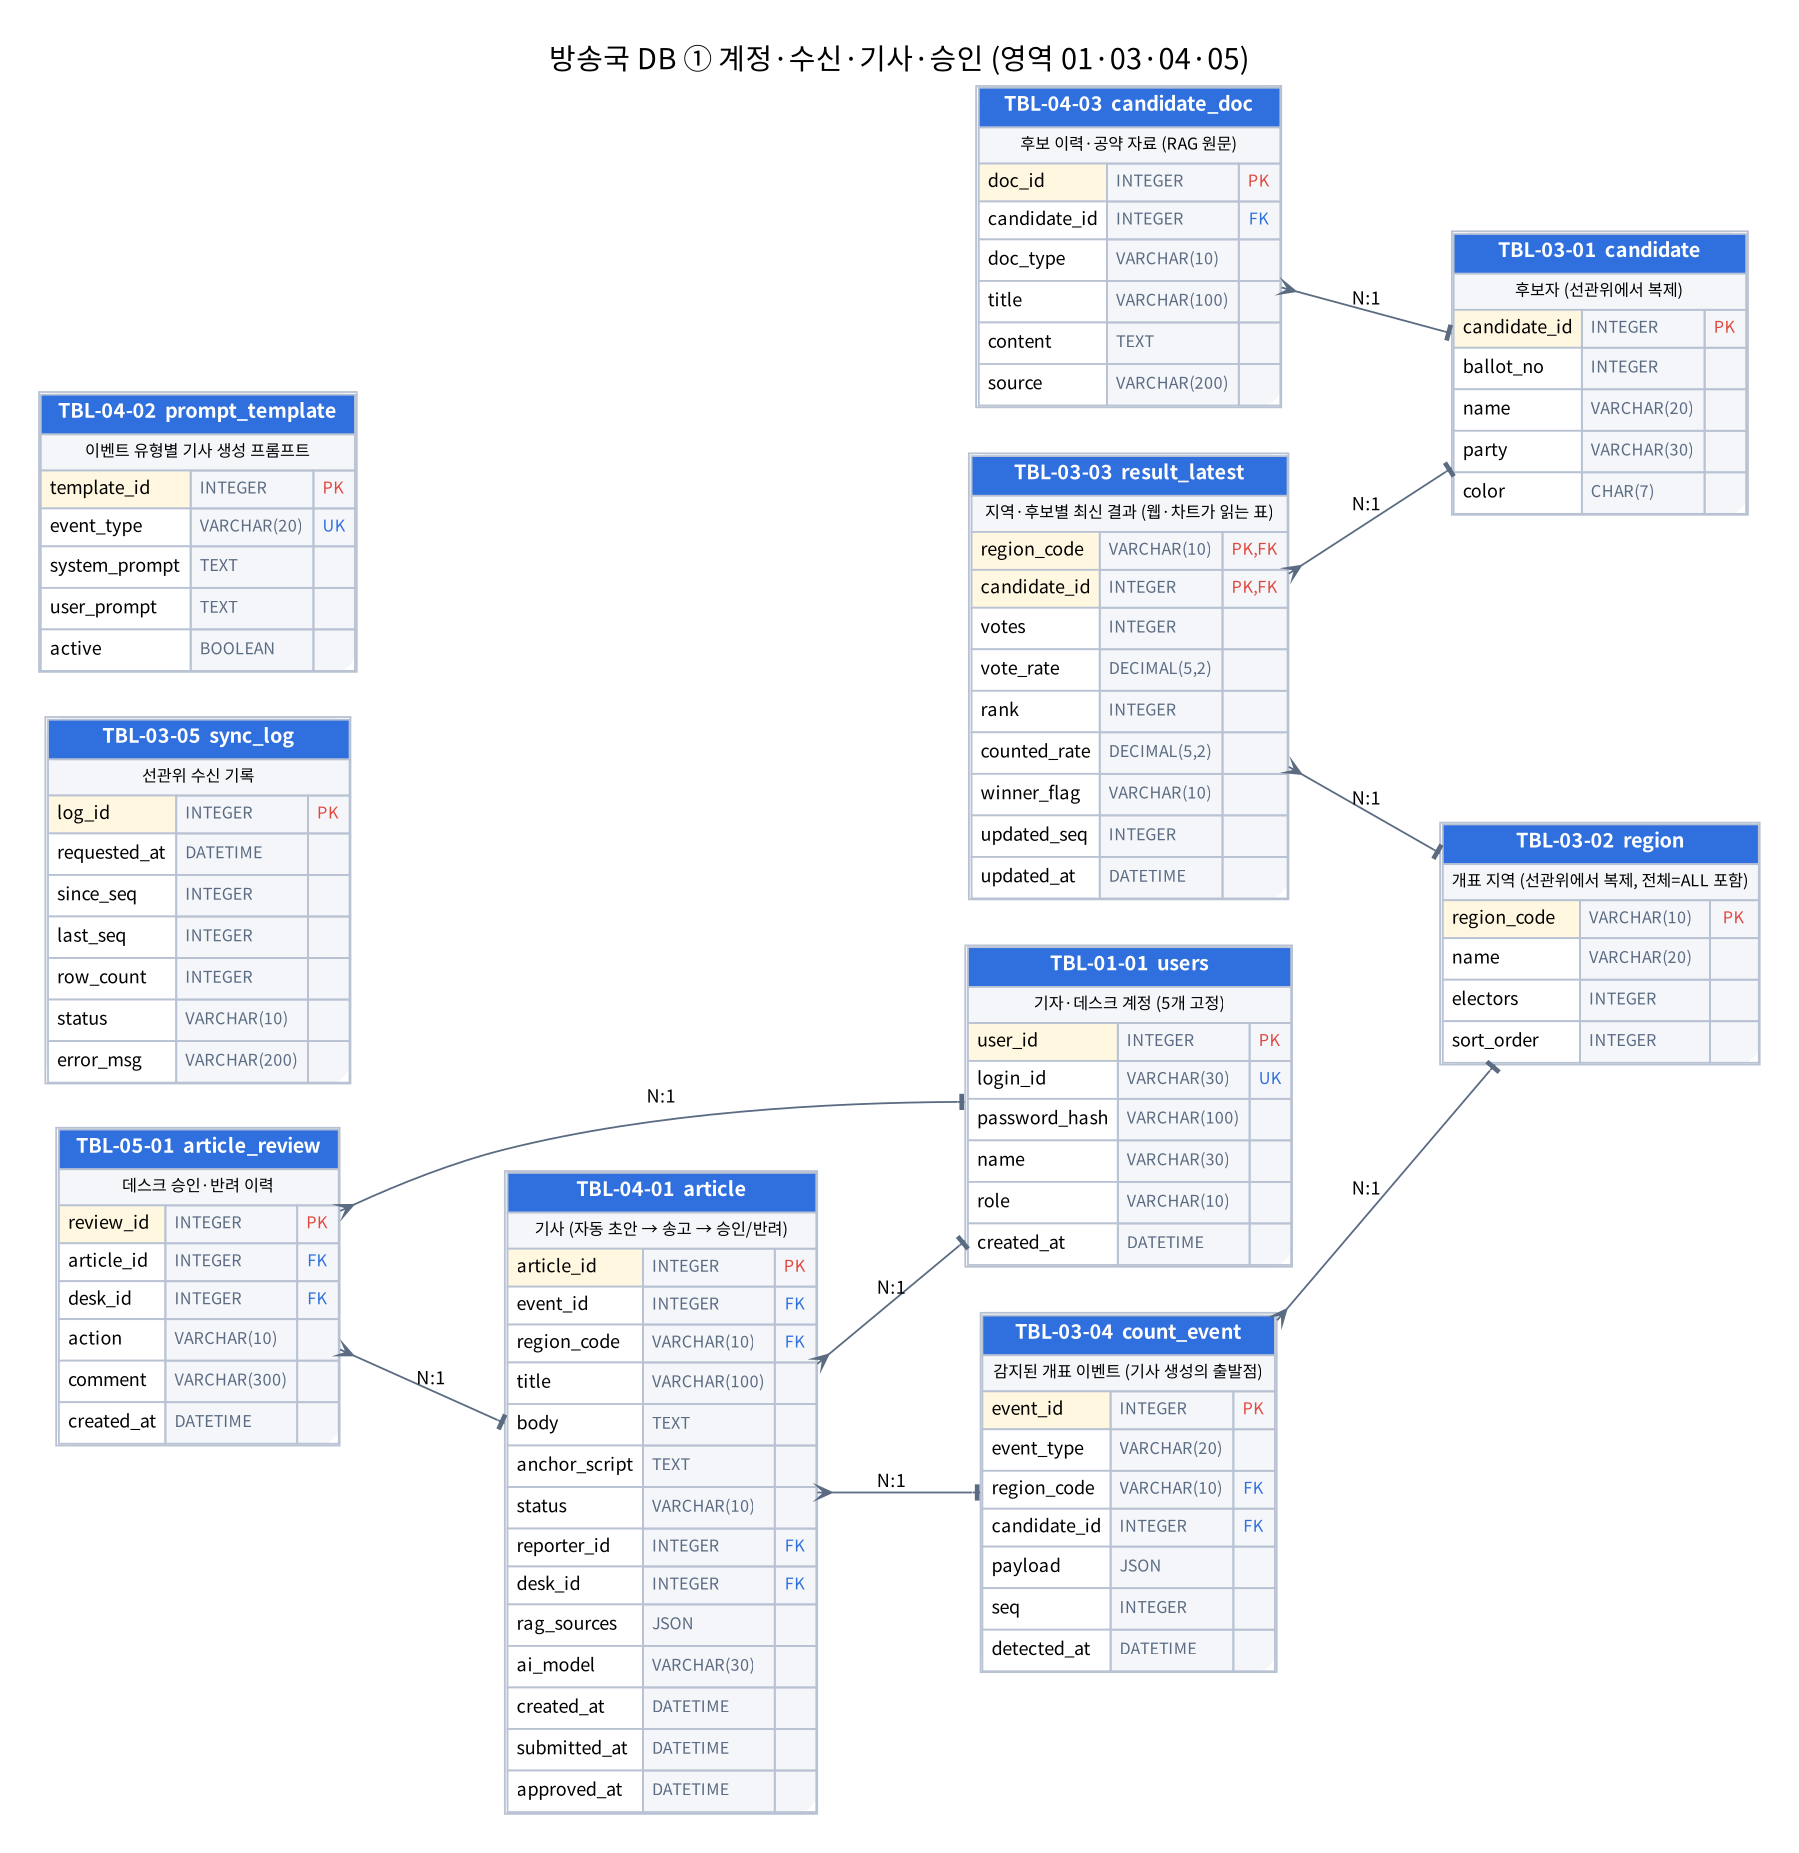 방송국 DB ① 계정·수신·기사·승인 (영역 01·03·04·05)
TBL-04-03 candidate_doc
후보 이력·공약 자료 (RAG 원문)
doc_id INTEGER PK
candidate_id INTEGER FK
doc_type VARCHAR(10)
title VARCHAR(100)
content TEXT
source VARCHAR(200)
N:1
TBL-03-01 candidate
후보자 (선관위에서 복제)
candidate_id INTEGER PK
ballot_no INTEGER
name VARCHAR(20)
party VARCHAR(30)
color CHAR(7)
TBL-04-02 prompt_template
이벤트 유형별 기사 생성 프롬프트
template_id INTEGER PK
event_type VARCHAR(20) UK
system_prompt TEXT
user_prompt TEXT
active BOOLEAN
TBL-03-03 result_latest
지역·후보별 최신 결과 (웹·차트가 읽는 표)
region_code VARCHAR(10) PK,FK
candidate_id INTEGER PK,FK
votes INTEGER
vote_rate DECIMAL(5,2)
rank INTEGER
counted_rate DECIMAL(5,2)
winner_flag VARCHAR(10)
updated_seq INTEGER
updated_at DATETIME
N:1
N:1
TBL-03-05 sync_log
선관위 수신 기록
log_id INTEGER PK
requested_at DATETIME
since_seq INTEGER
last_seq INTEGER
row_count INTEGER
status VARCHAR(10)
error_msg VARCHAR(200)
TBL-03-02 region
개표 지역 (선관위에서 복제, 전체=ALL 포함)
region_code VARCHAR(10) PK
name VARCHAR(20)
electors INTEGER
sort_order INTEGER
TBL-01-01 users
기자·데스크 계정 (5개 고정)
user_id INTEGER PK
login_id VARCHAR(30) UK
password_hash VARCHAR(100)
name VARCHAR(30)
role VARCHAR(10)
created_at DATETIME
N:1
TBL-05-01 article_review
데스크 승인·반려 이력
review_id INTEGER PK
article_id INTEGER FK
desk_id INTEGER FK
action VARCHAR(10)
comment VARCHAR(300)
created_at DATETIME
N:1
TBL-04-01 article
기사 (자동 초안 → 송고 → 승인/반려)
article_id INTEGER PK
event_id INTEGER FK
region_code VARCHAR(10) FK
title VARCHAR(100)
body TEXT
anchor_script TEXT
status VARCHAR(10)
reporter_id INTEGER FK
desk_id INTEGER FK
rag_sources JSON
ai_model VARCHAR(30)
created_at DATETIME
submitted_at DATETIME
approved_at DATETIME
N:1
N:1
N:1
TBL-03-04 count_event
감지된 개표 이벤트 (기사 생성의 출발점)
event_id INTEGER PK
event_type VARCHAR(20)
region_code VARCHAR(10) FK
candidate_id INTEGER FK
payload JSON
seq INTEGER
detected_at DATETIME